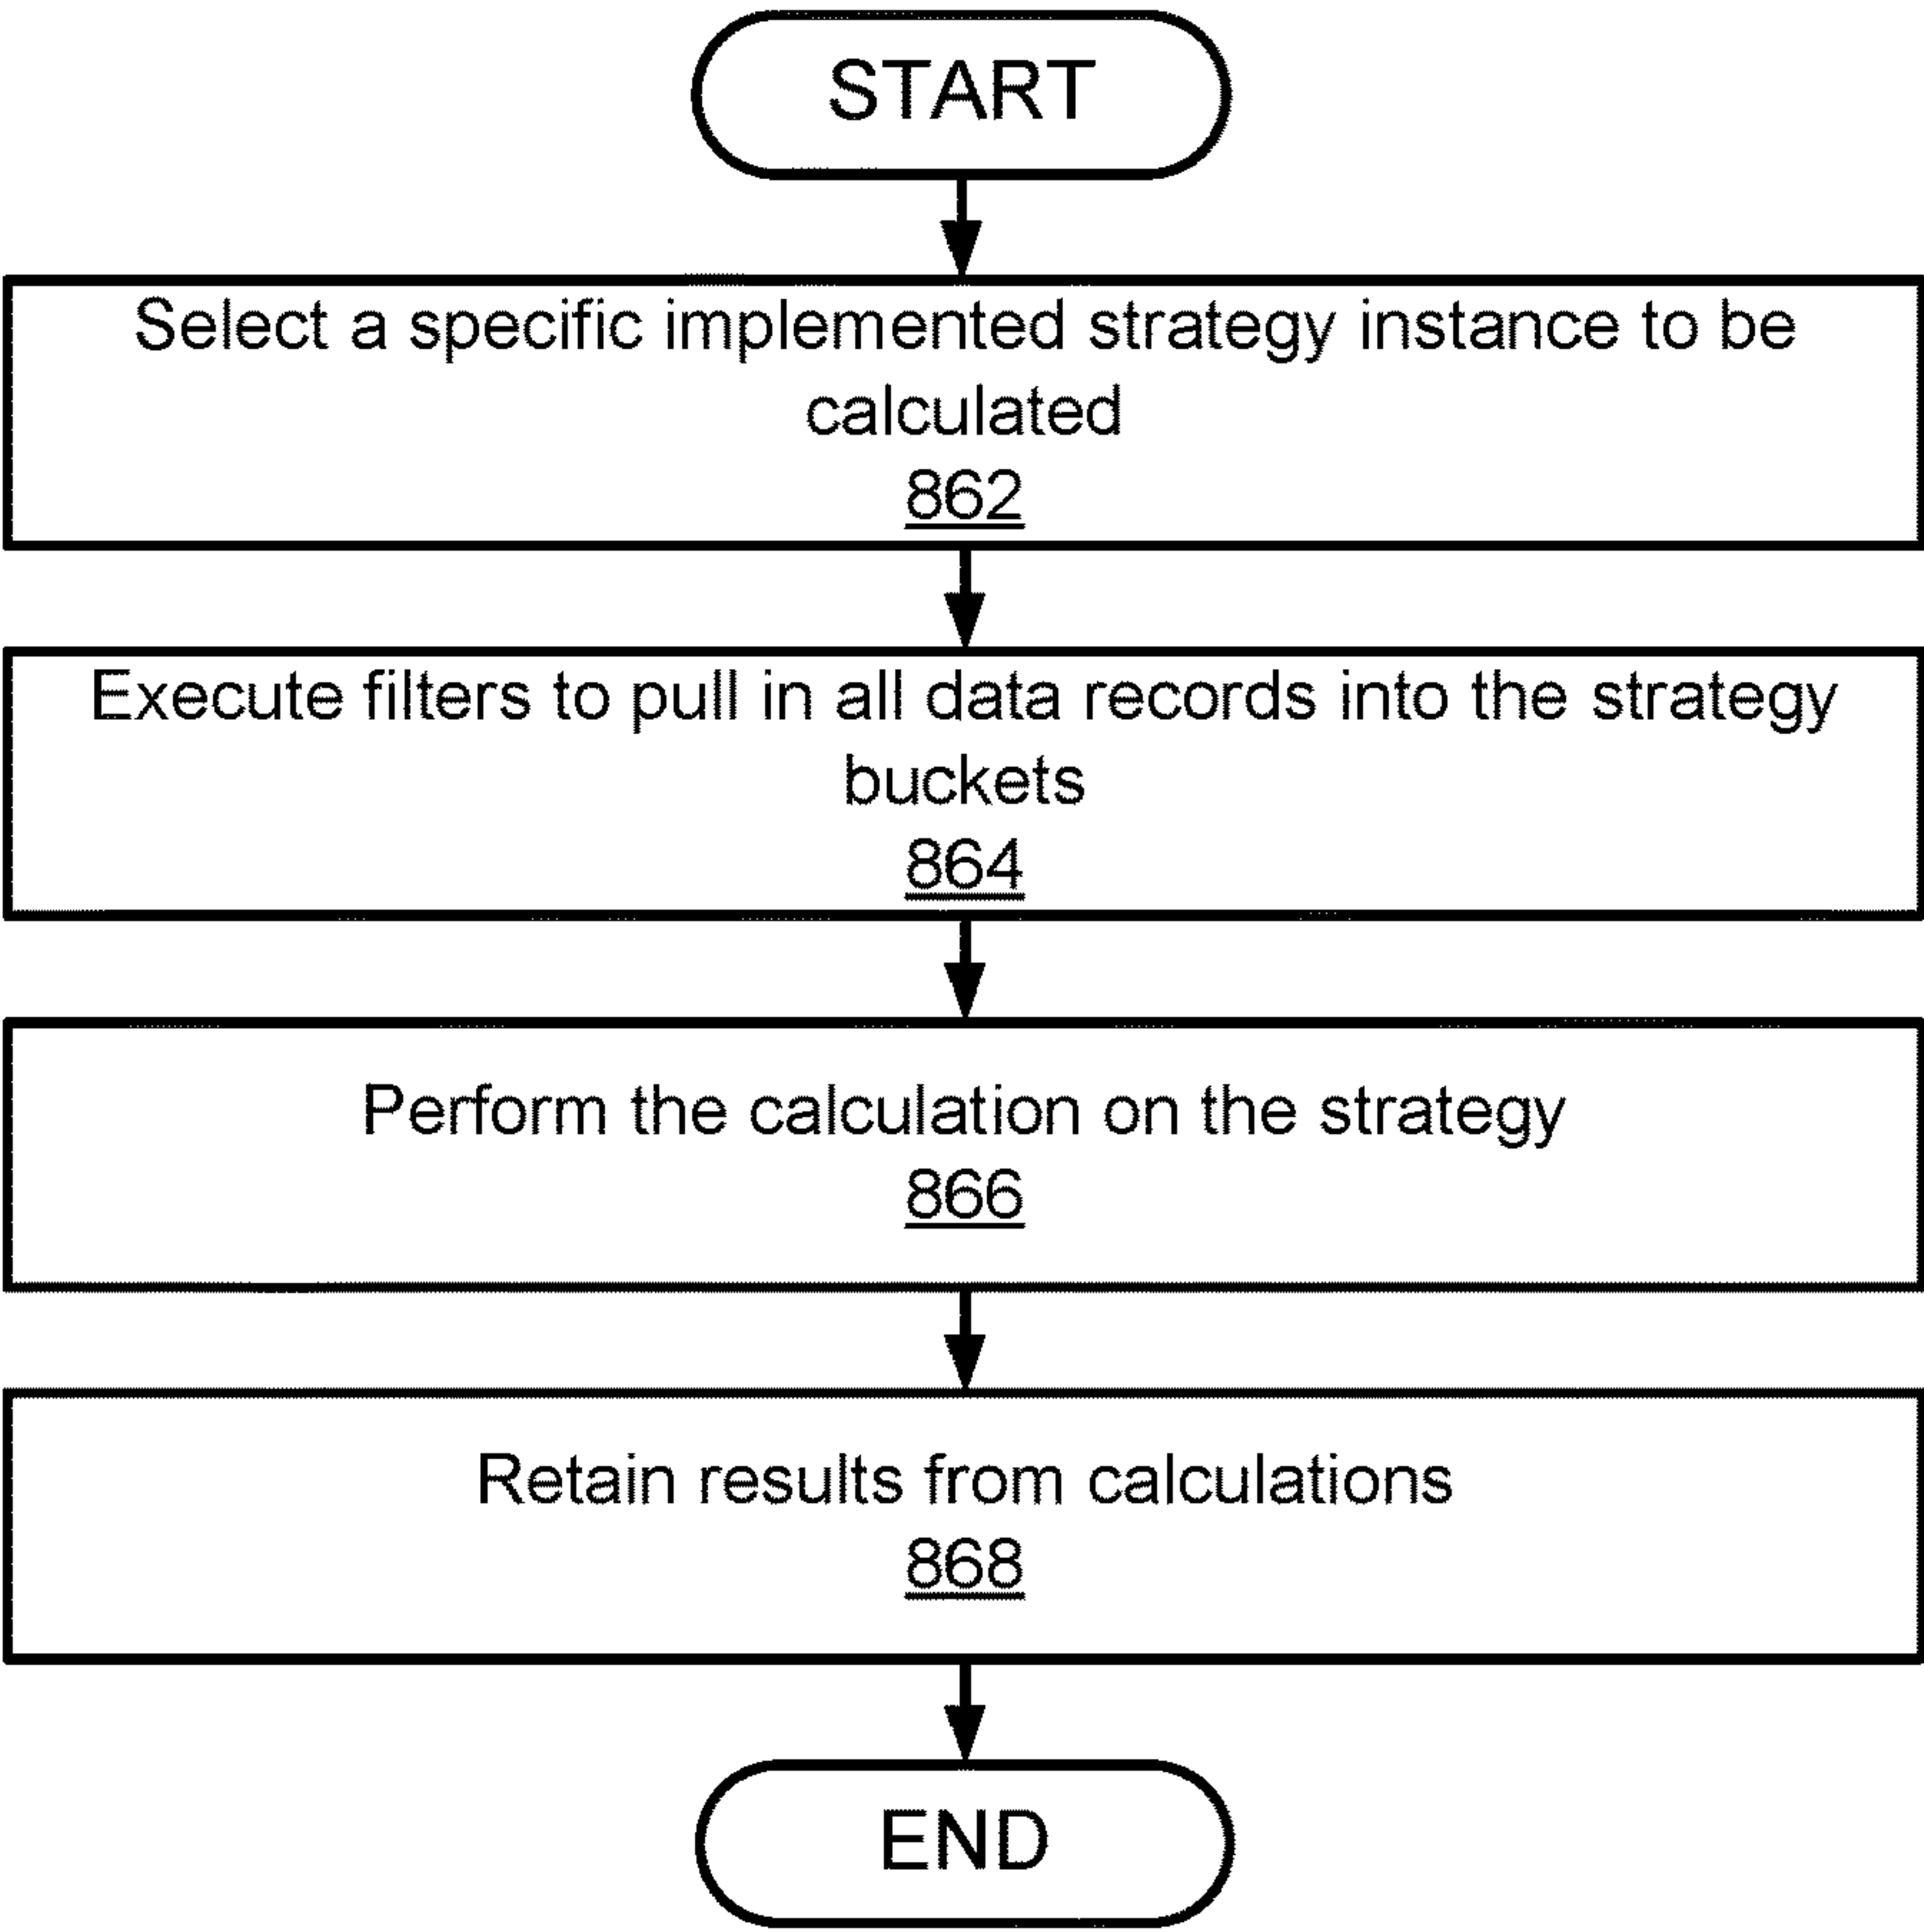 START
Select a specific implemented strategy instance to be
calculated
862
Execute filters to pull in all data records into the strategy
buckets
864
Perform the calculation on the strategy
866
Retain results from calculations
868
END